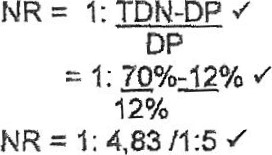 NR = 1: TDN-DP ✓
DP
= 1: 70%-12% ✓
12%
NR = 1: 4,83 /1:5 ✓